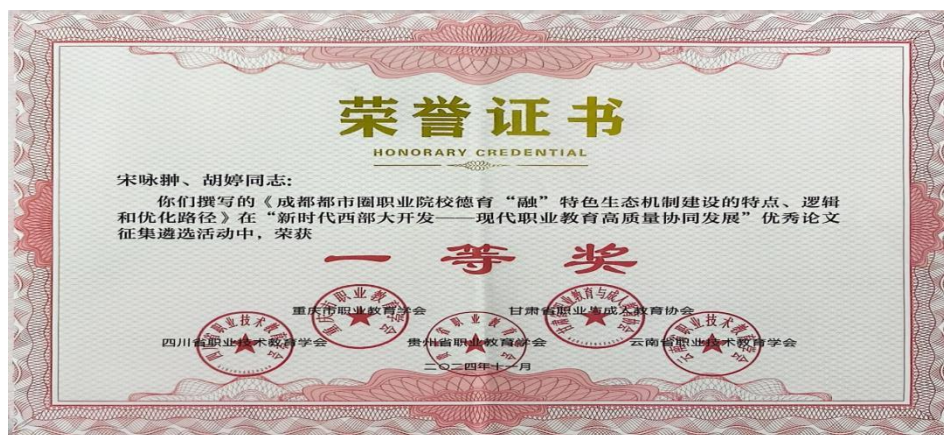 荣誉证书
HONORARY CREDENTIAL
宋咏翀、胡婷同志:
你们撰写的《成都都市圈职业院校德育“融”特色生态机制建设的特点、逻辑
和优化路径》在“新时代西部大开发——现代职业教育高质量协同发展”优秀论文
征集遴选活动中，荣获
一等奖
重庆市职业教育学会 甘肃省职业与成人教育协会
四川省职业技术教育学会 贵州省职业教育学会 云南省职业技术教育学会
二〇二四年十一月